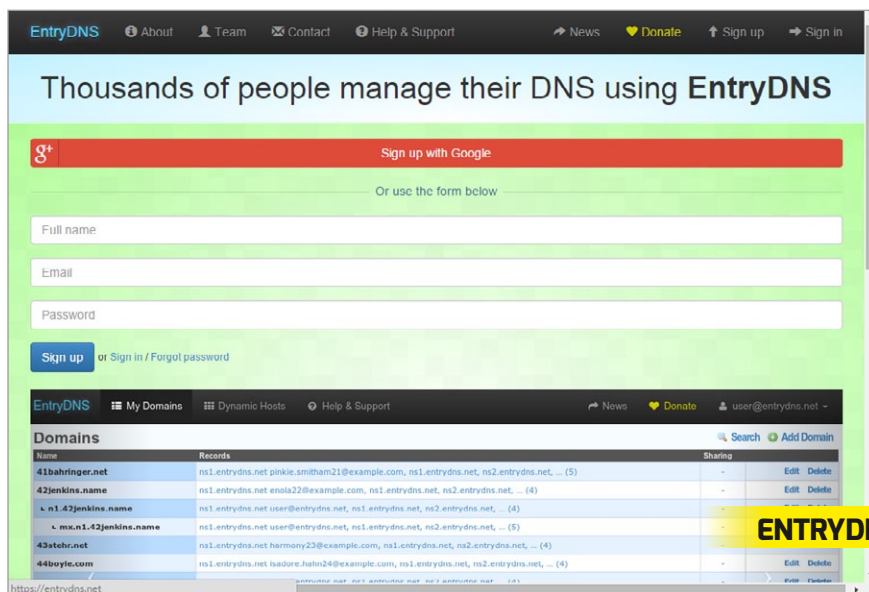 EntryDNS About Team Contact Help & Support News Donate Sign up Sign in
Thousands of people manage their DNS using EntryDNS
g+ Sign up with Google
Or use the form below
Full name
Email
Password
Sign up or Sign in / Forgot password
EntryDNS My Domains Dynamic Hosts Help & Support News Donate user@entrydns.net
Domains Search Add Domain
Name Records Sharing
41bahringer.net ns1.entrydns.net pinkie.smitham21@example.com, ns1.entrydns.net, ns2.entrydns.net, ... (5) - Edit Delete
42jenkins.name ns1.entrydns.net enola22@example.com, ns1.entrydns.net, ns2.entrydns.net, ... (4) - Edit Delete
n1.42jenkins.name ns1.entrydns.net user@entrydns.net, ns1.entrydns.net, ns2.entrydns.net, ... (4) -
mx.n1.42jenkins.name ns1.entrydns.net user@entrydns.net, ns1.entrydns.net, ns2.entrydns.net, ... (5) -
ENTRYD
43stehr.net ns1.entrydns.net harmony23@example.com, ns1.entrydns.net, ns2.entrydns.net, ... (4)
44boyle.com ns1.entrydns.net isadore.hahn24@example.com, ns1.entrydns.net, ns2.entrydns.net, ... (4) - Edit Delete
https://entrydns.net